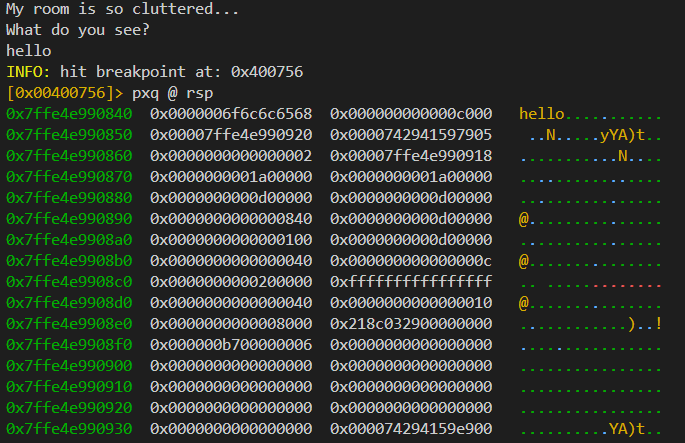 My room is so cluttered...
What do you see?
hello
INFO: hit breakpoint at: 0x400756
[0x00400756]> pxq @ rsp
0x7ffe4e990840  0x0000006f6c6c6568  0x000000000000c000  hello...........
0x7ffe4e990850  0x00007ffe4e990920  0x0000742941597905   ..N.....yYA)t..
0x7ffe4e990860  0x0000000000000002  0x00007ffe4e990918  ...........N....
0x7ffe4e990870  0x0000000001a00000  0x0000000001a00000  ................
0x7ffe4e990880  0x0000000000d00000  0x0000000000d00000  ................
0x7ffe4e990890  0x0000000000000840  0x0000000000d00000  @...............
0x7ffe4e9908a0  0x0000000000000100  0x0000000000d00000  ................
0x7ffe4e9908b0  0x0000000000000040  0x000000000000000c  @...............
0x7ffe4e9908c0  0x0000000000200000  0xffffffffffffffff  .. .............
0x7ffe4e9908d0  0x0000000000000040  0x0000000000000010  @...............
0x7ffe4e9908e0  0x0000000000008000  0x218c032900000000  ............)..!
0x7ffe4e9908f0  0x000000b700000006  0x0000000000000000  ................
0x7ffe4e990900  0x0000000000000000  0x0000000000000000  ................
0x7ffe4e990910  0x0000000000000000  0x0000000000000000  ................
0x7ffe4e990920  0x0000000000000000  0x0000000000000000  ................
0x7ffe4e990930  0x0000000000000000  0x000074294159e900  .........YA)t..